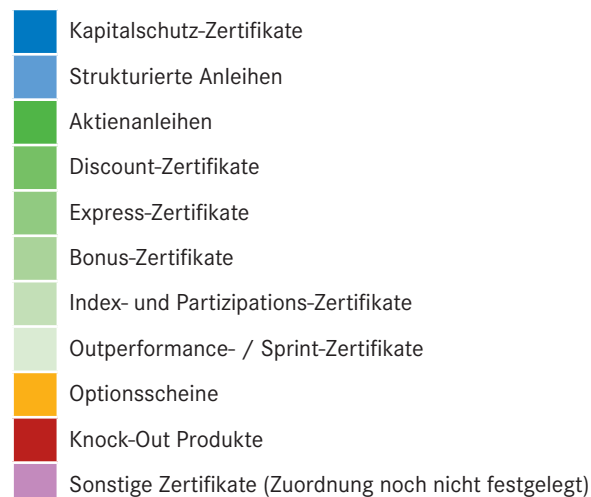 Kapitalschutz-Zertifikate
Strukturierte Anleihen
Aktienanleihen
Discount-Zertifikate
Express-Zertifikate
Bonus-Zertifikate
Index- und Partizipations-Zertifikate
Outperformance- / Sprint-Zertifikate
Optionsscheine
Knock-Out Produkte
Sonstige Zertifikate (Zuordnung noch nicht festgelegt)